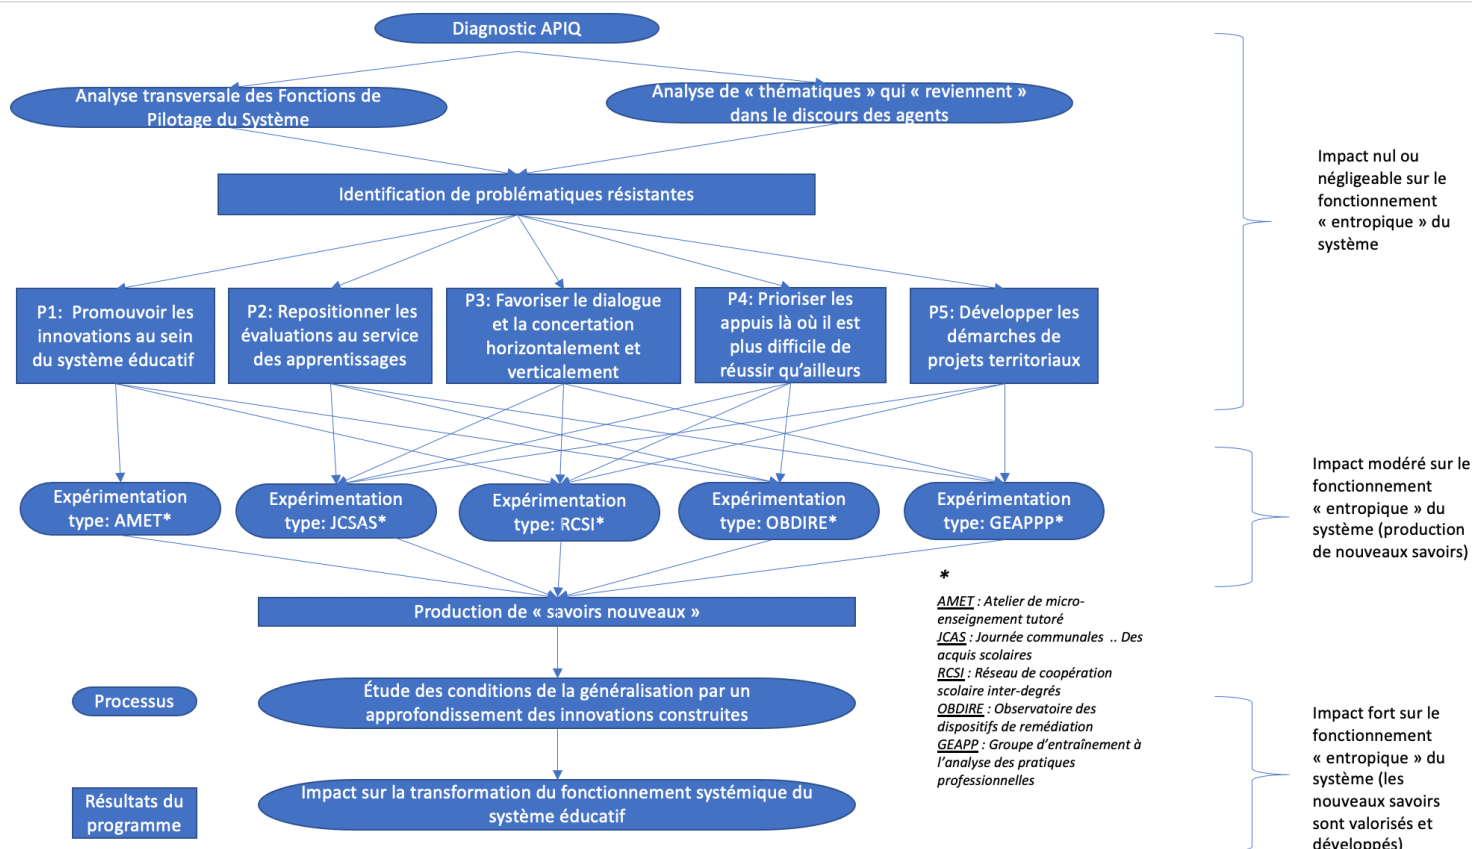 Diagnostic APIQ
Analyse transversale des Fonctions de
Pilotage du Système
Analyse de « thématiques » qui « reviennent »
dans le discours des agents
Identification de problématiques résistantes
P1: Promouvoir les
innovations au sein
du système éducatif
P2: Repositionner les
évaluations au service
des apprentissages
P3: Favoriser le dialogue
et la concertation
horizontalement et
verticalement
P4: Prioriser les
appuis là où il est
plus difficile de
réussir qu'ailleurs
P5: Développer les
démarches de
projets territoriaux
Impact nul ou
négligeable sur le
fonctionnement
« entropique » du
système
Expérimentation
type: AMET*
Expérimentation
type: JCSAS*
Expérimentation
type: RCSI*
Expérimentation
type: OBDIRE*
Expérimentation
type: GEAPPP*
Impact modéré sur le
fonctionnement
« entropique » du
système (production
de nouveaux savoirs)
Production de « savoirs nouveaux »
*
AMET : Atelier de micro-
enseignement tutoré
JCAS : Journée communales .. Des
acquis scolaires
RCSI : Réseau de coopération
scolaire inter-degrés
OBDIRE : Observatoire des
dispositifs de remédiation
GEAPP : Groupe d'entraînement à
l'analyse des pratiques
professionnelles
Processus
Étude des conditions de la généralisation par un
approfondissement des innovations construites
Résultats du
programme
Impact sur la transformation du fonctionnement systémique du
système éducatif
Impact fort sur le
fonctionnement
« entropique » du
système (les
nouveaux savoirs
sont valorisés et
développés)